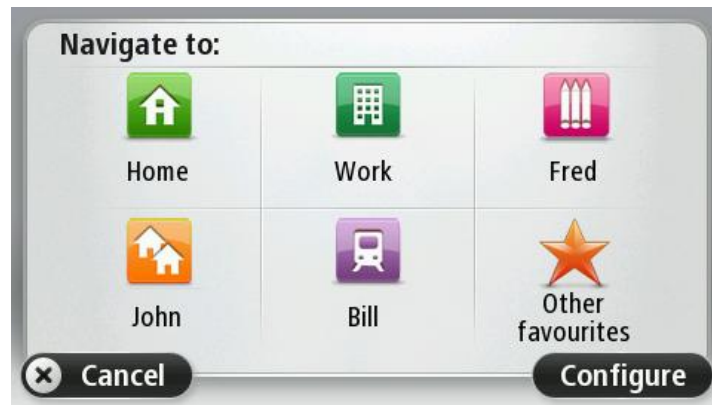 Navigate to:
Home
Work
Fred
John
Bill
Other
favourites
Cancel
Configure